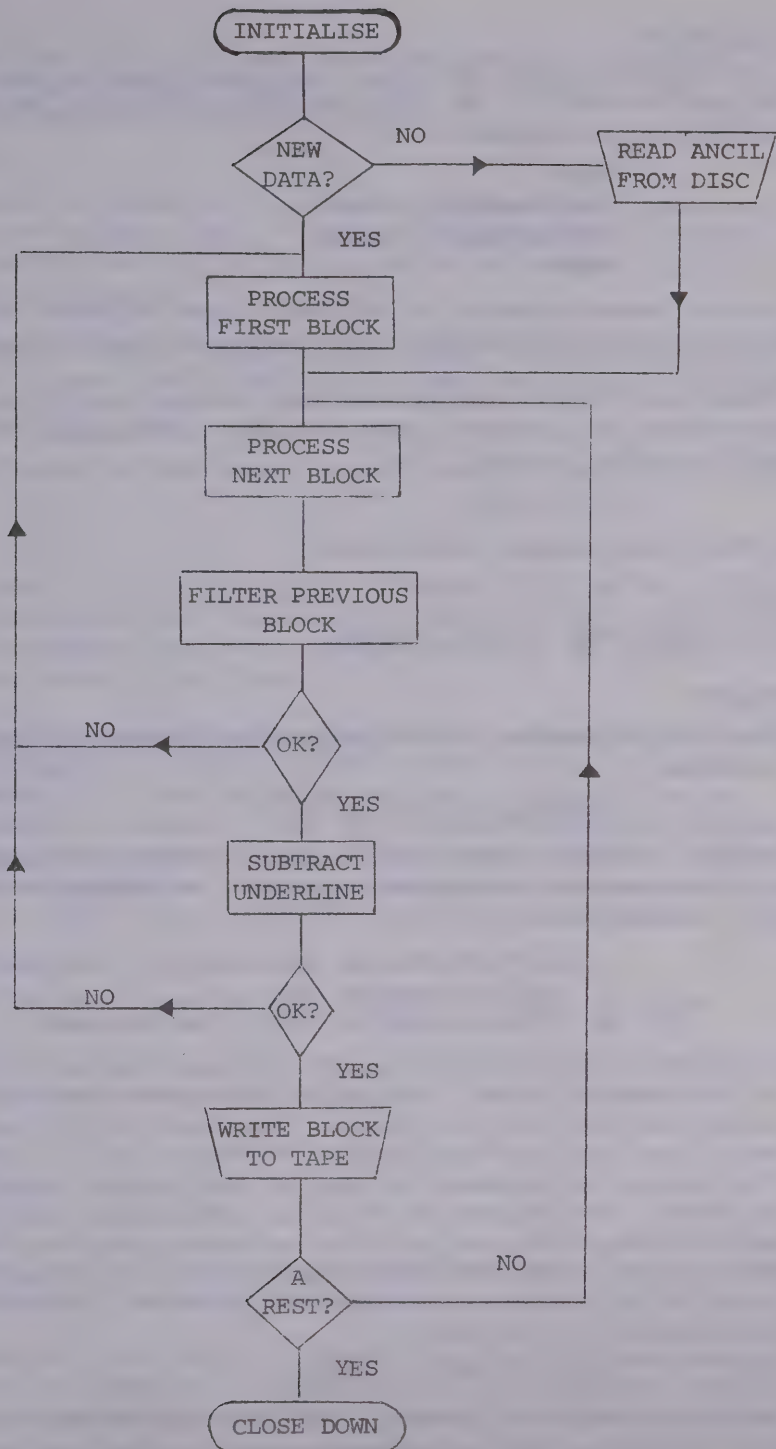 INITIALISE
NEW
DATA?
NO
READ ANCIL
FROM DISC
YES
PROCESS
FIRST BLOCK
PROCESS
NEXT BLOCK
FILTER PREVIOUS
BLOCK
NO
OK?
YES
SUBTRACT
UNDERLINE
NO
OK?
YES
WRITE BLOCK
TO TAPE
A
REST?
NO
YES
CLOSE DOWN